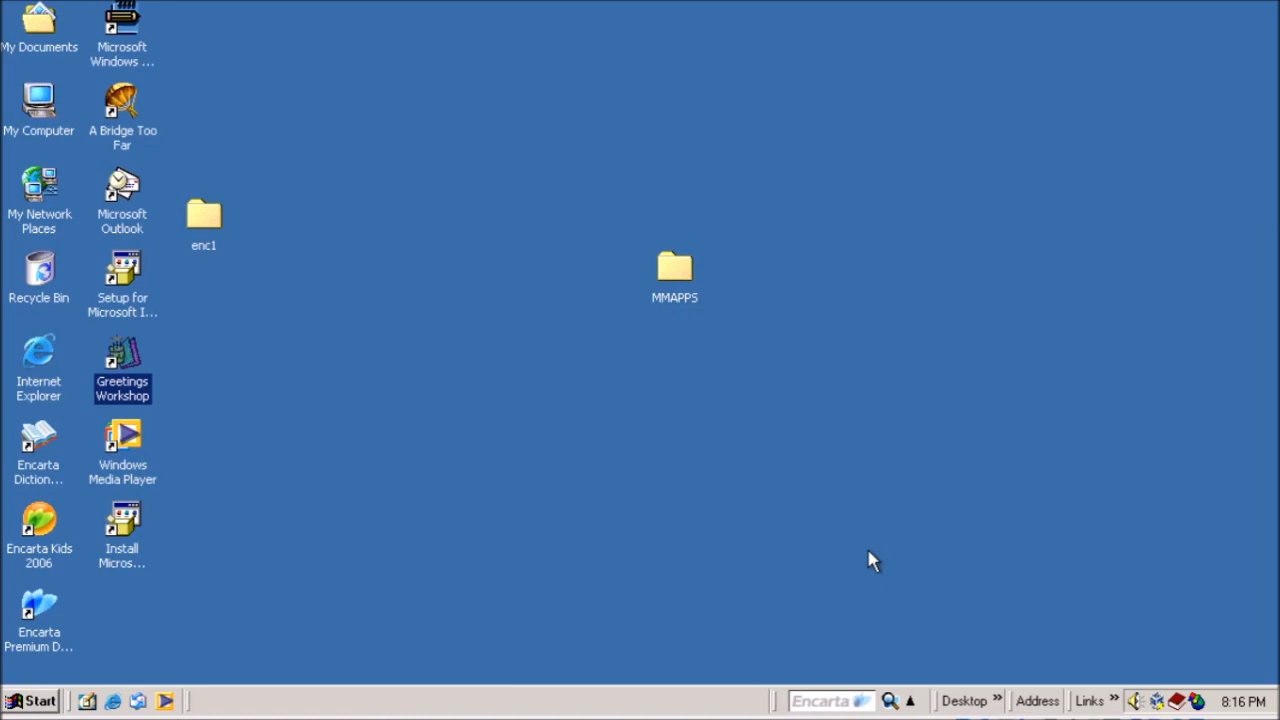 My Documents
Microsoft
Windows ...
My Computer
A Bridge Too
Far
My Network
Places
Microsoft
Outlook
enc1
Recycle Bin
Setup for
Microsoft I...
MMAPPS
Internet
Explorer
Greetings
Workshop
Encarta
Diction...
Windows
Media Player
Encarta Kids
2006
Install
Micros...
Encarta
Premium D...
Start
Encarta
Desktop »
Address
Links »
8:16 PM